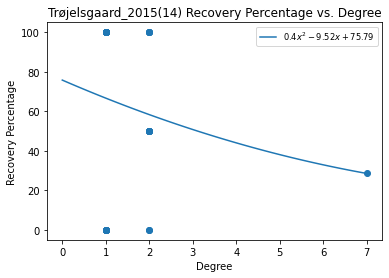 Trøjelsgaard_2015(14) Recovery Percentage vs. Degree
0.4x² − 9.52x + 75.79
100
80
60
40
20
0
Recovery Percentage
0 1 2 3 4 5 6 7
Degree